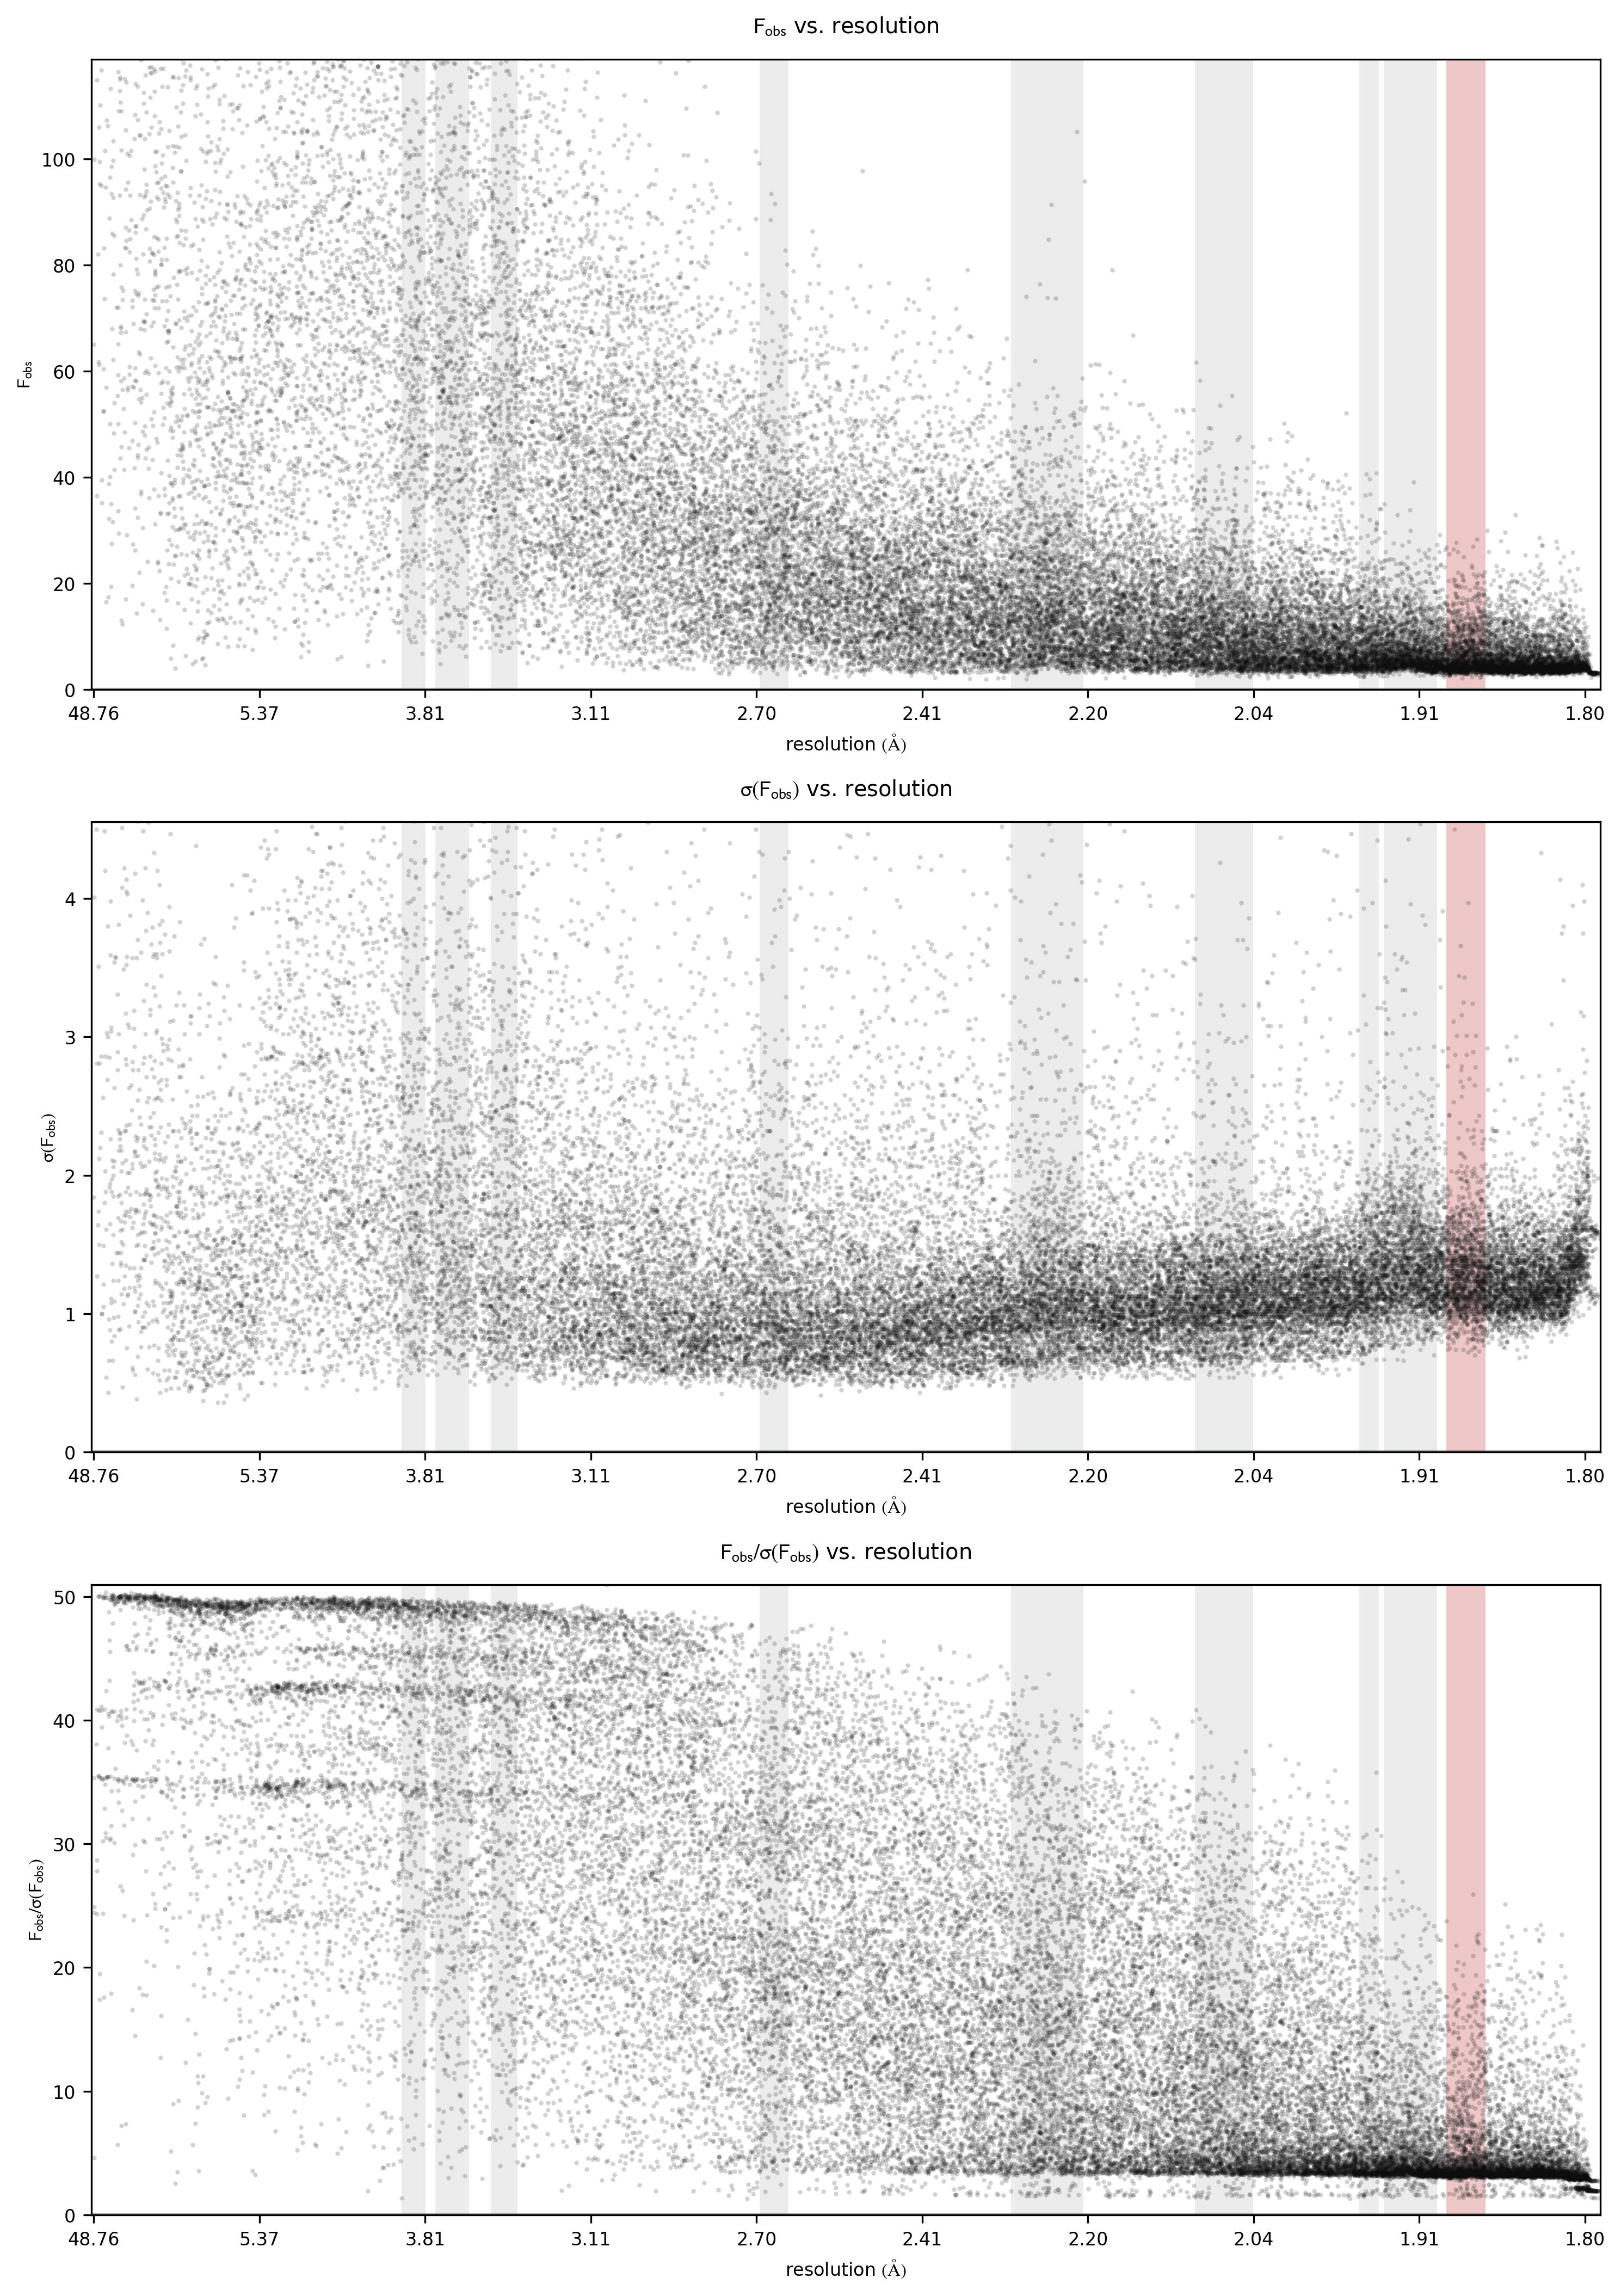 Fobs vs. resolution
100
80
60
40
20
0
Fobs
48.76 5.37 3.81 3.11 2.70 2.41 2.20 2.04 1.91 1.80
resolution (Å)
σ(Fobs) vs. resolution
4
3
2
1
0
σ(Fobs)
48.76 5.37 3.81 3.11 2.70 2.41 2.20 2.04 1.91 1.80
resolution (Å)
Fobs/σ(Fobs) vs. resolution
50
40
30
20
10
0
Fobs/σ(Fobs)
48.76 5.37 3.81 3.11 2.70 2.41 2.20 2.04 1.91 1.80
resolution (Å)